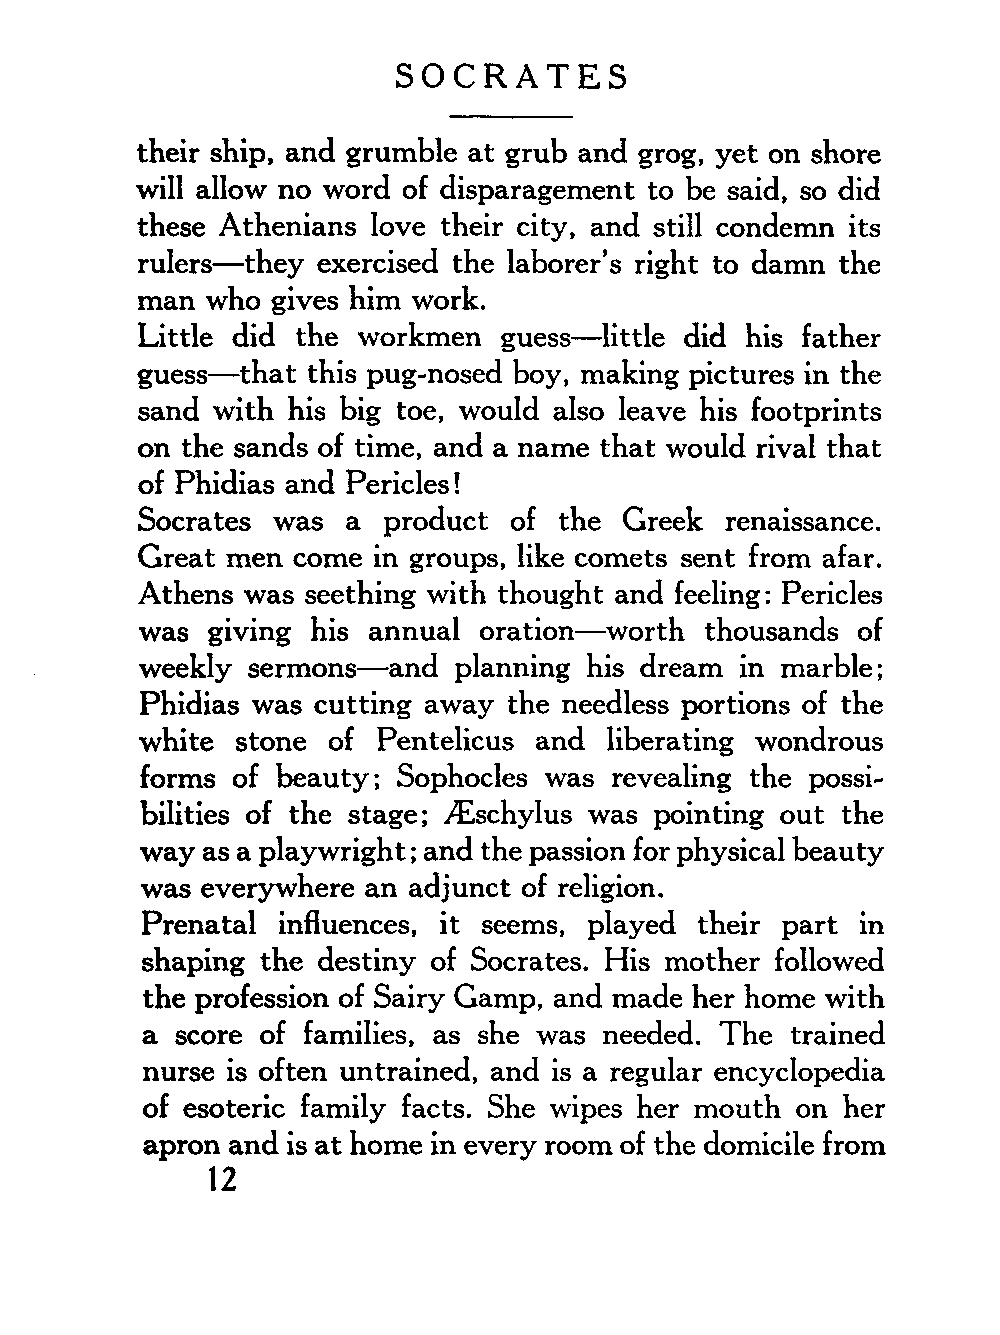 SOCRATES
their ship, and grumble at grub and grog, yet on shore
will allow no word of disparagement to be said, so did
these Athenians love their city, and still condemn its
rulers—they exercised the laborer's right to damn the
man who gives him work.
Little did the workmen guess—little did his father
guess—that this pug-nosed boy, making pictures in the
sand with his big toe, would also leave his footprints
on the sands of time, and a name that would rival that
of Phidias and Pericles!
Socrates was a product of the Greek renaissance.
Great men come in groups, like comets sent from afar.
Athens was seething with thought and feeling: Pericles
was giving his annual oration—worth thousands of
weekly sermons—and planning his dream in marble;
Phidias was cutting away the needless portions of the
white stone of Pentelicus and liberating wondrous
forms of beauty; Sophocles was revealing the possi-
bilities of the stage; Æschylus was pointing out the
way as a playwright; and the passion for physical beauty
was everywhere an adjunct of religion.
Prenatal influences, it seems, played their part in
shaping the destiny of Socrates. His mother followed
the profession of Sairy Gamp, and made her home with
a score of families, as she was needed. The trained
nurse is often untrained, and is a regular encyclopedia
of esoteric family facts. She wipes her mouth on her
apron and is at home in every room of the domicile from
12